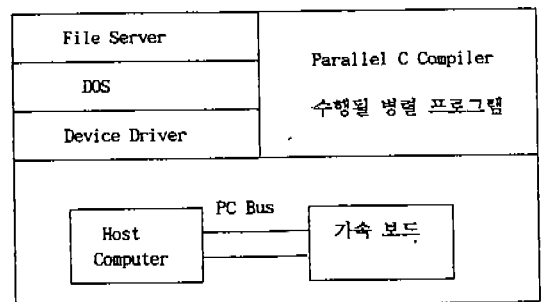 File Server
DOS
Device Driver
Parallel C Compiler
수행될 병렬 프로그램
PC Bus
Host
Computer
가속 보드